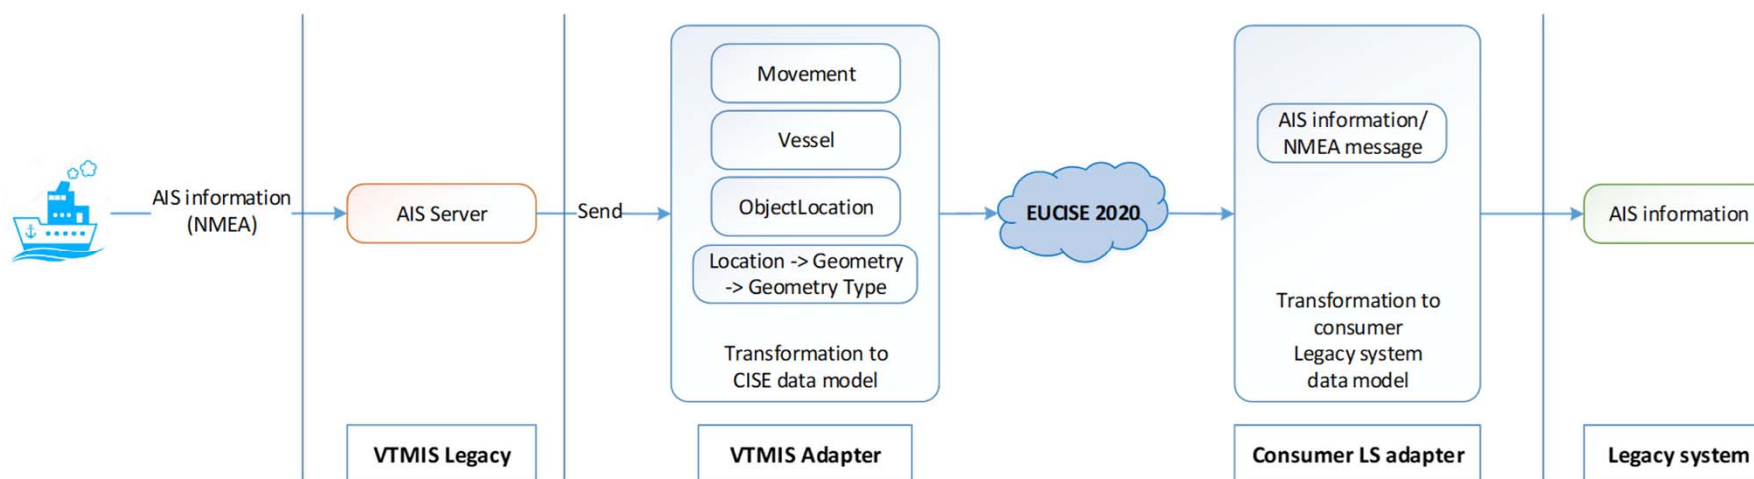 AIS information
(NMEA)
AIS Server
Send
Movement
Vessel
ObjectLocation
Location -> Geometry
-> Geometry Type
Transformation to
CISE data model
EUCISE 2020
AIS information/
NMEA message
Transformation to
consumer
Legacy system
data model
AIS information
VTMIS Legacy
VTMIS Adapter
Consumer LS adapter
Legacy system